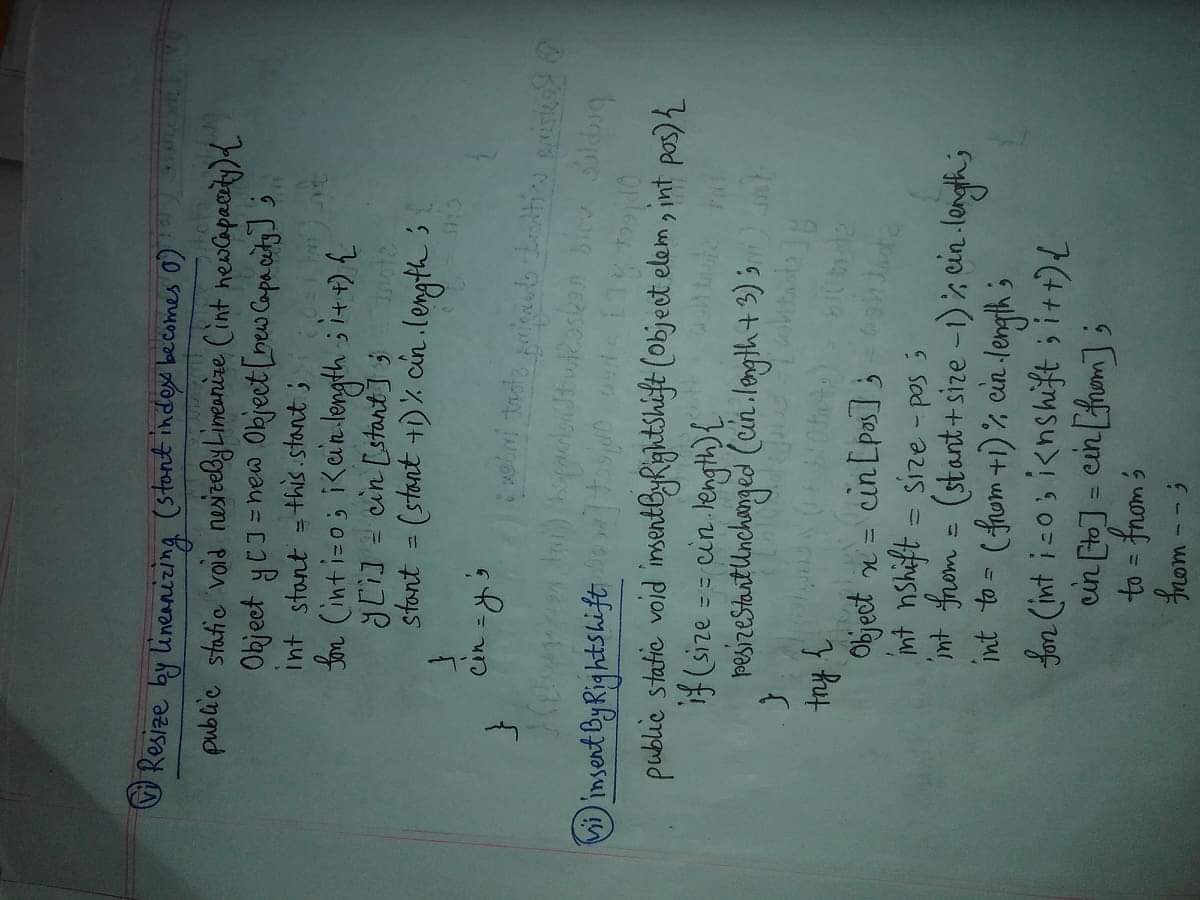 (vi) Resize by linearizing (start index becomes 0)
public static void resizeByLinearize (int newCapacity){
Object y[] = new Object[newCapacity];
int start = this.start;
for (int i=0; i<cir.length; i++) {
y[i] = cir[start];
start = (start +1)% cir.length;
}
cir = y;
}
(vii) insertByRightShift
public static void insertByRightShift (Object elem, int pos){
if (size == cir.length){
resizeStartUnchanged (cir.length+3);
}
try {
Object x = cir[pos];
int nShift = size - pos;
int from = (start+size-1)% cir.length;
int to = (from+1)% cir.length;
for (int i=0; i<nshift; i++){
cir[to] = cir[from];
to = from;
from--;